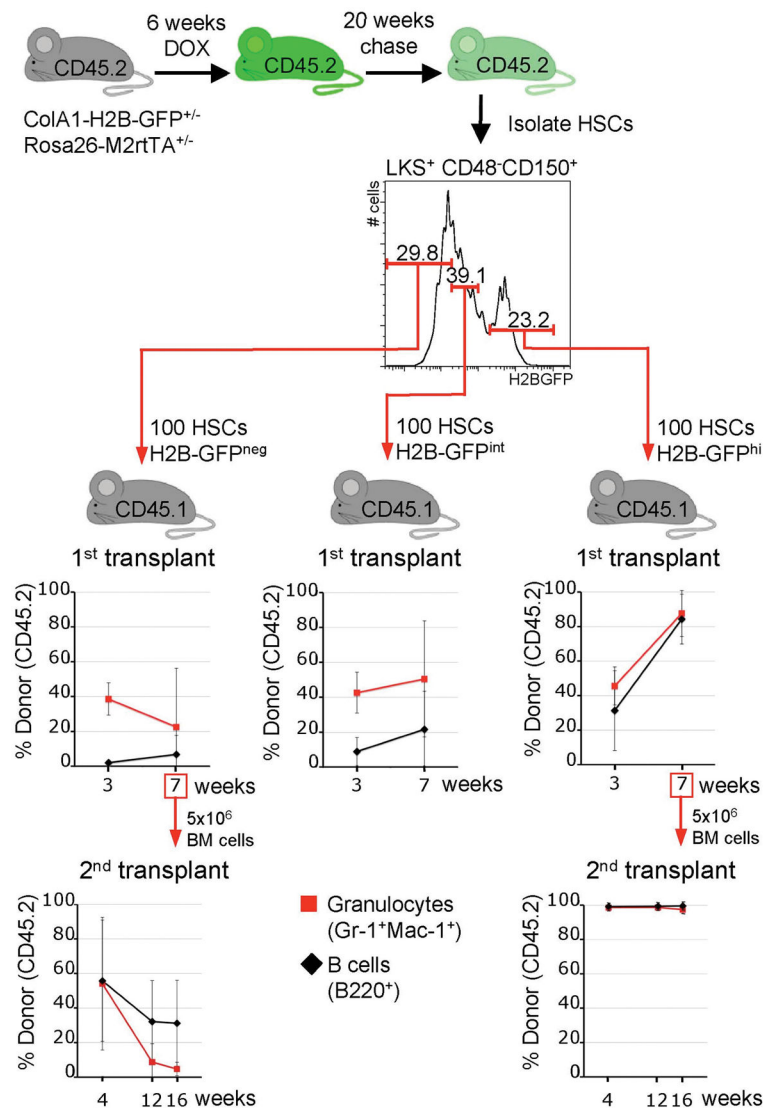 6 weeks
DOX
20 weeks
chase
CD45.2
CD45.2
CD45.2
ColA1-H2B-GFP⁺/⁻
Rosa26-M2rtTA⁺/⁻
Isolate HSCs
LKS⁺ CD48⁻CD150⁺
# cells
29.8
39.1
23.2
H2BGFP
100 HSCs
H2B-GFPⁿᵉᵍ
100 HSCs
H2B-GFPⁱⁿᵗ
100 HSCs
H2B-GFPʰⁱ
CD45.1
CD45.1
CD45.1
1ˢᵗ transplant
1ˢᵗ transplant
1ˢᵗ transplant
% Donor (CD45.2)
100
80
60
40
20
0
3 7 weeks
% Donor (CD45.2)
100
80
60
40
20
0
3 7 weeks
% Donor (CD45.2)
100
80
60
40
20
0
3 7 weeks
5x10⁶
BM cells
5x10⁶
BM cells
2ⁿᵈ transplant
2ⁿᵈ transplant
% Donor (CD45.2)
100
80
60
40
20
0
4 12 16 weeks
Granulocytes
(Gr-1⁺Mac-1⁺)
B cells
(B220⁺)
% Donor (CD45.2)
100
80
60
40
20
0
4 12 16 weeks